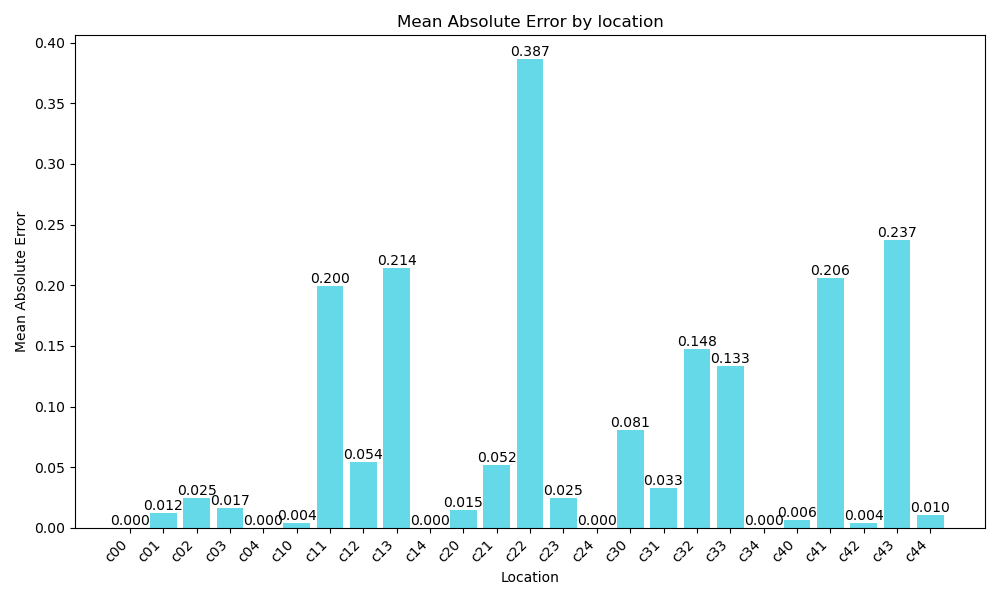 Mean Absolute Error by location
Mean Absolute Error
0.40
0.35
0.30
0.25
0.20
0.15
0.10
0.05
0.00
0.000
0.012
0.025
0.017
0.000
0.004
0.200
0.054
0.214
0.000
0.015
0.052
0.387
0.025
0.000
0.081
0.033
0.148
0.133
0.000
0.006
0.206
0.004
0.237
0.010
c00
c01
c02
c03
c04
c10
c11
c12
c13
c14
c20
c21
c22
c23
c24
c30
c31
c32
c33
c34
c40
c41
c42
c43
c44
Location